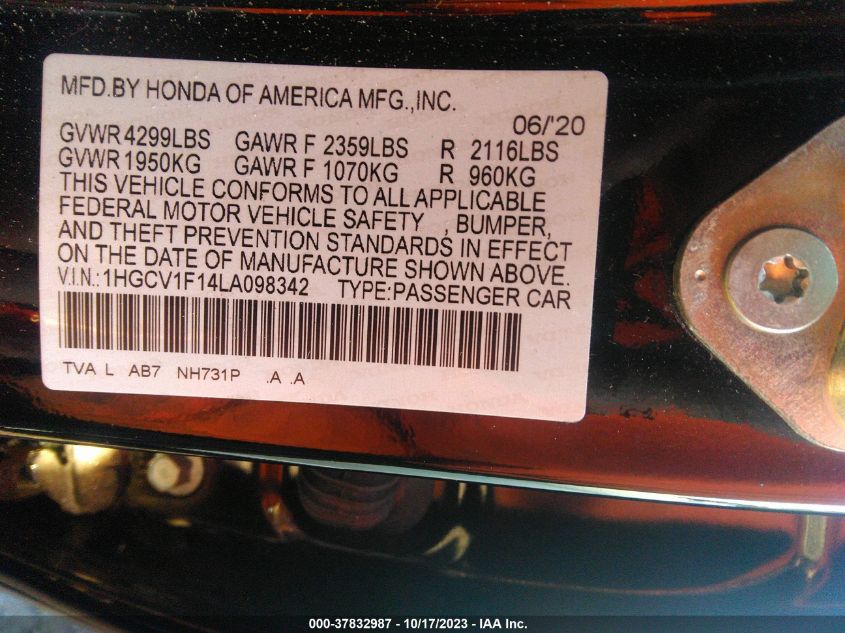 MFD.BY HONDA OF AMERICA MFG.,INC.
06/'20
GVWR 4299LBS GAWR F 2359LBS R 2116LBS
GVWR 1950KG GAWR F 1070KG R 960KG
THIS VEHICLE CONFORMS TO ALL APPLICABLE
FEDERAL MOTOR VEHICLE SAFETY , BUMPER,
AND THEFT PREVENTION STANDARDS IN EFFECT
ON THE DATE OF MANUFACTURE SHOWN ABOVE.
V.I.N.:1HGCV1F14LA098342 TYPE:PASSENGER CAR
TVA L AB7 NH731P .A .A
000-37832987 - 10/17/2023 - IAA Inc.